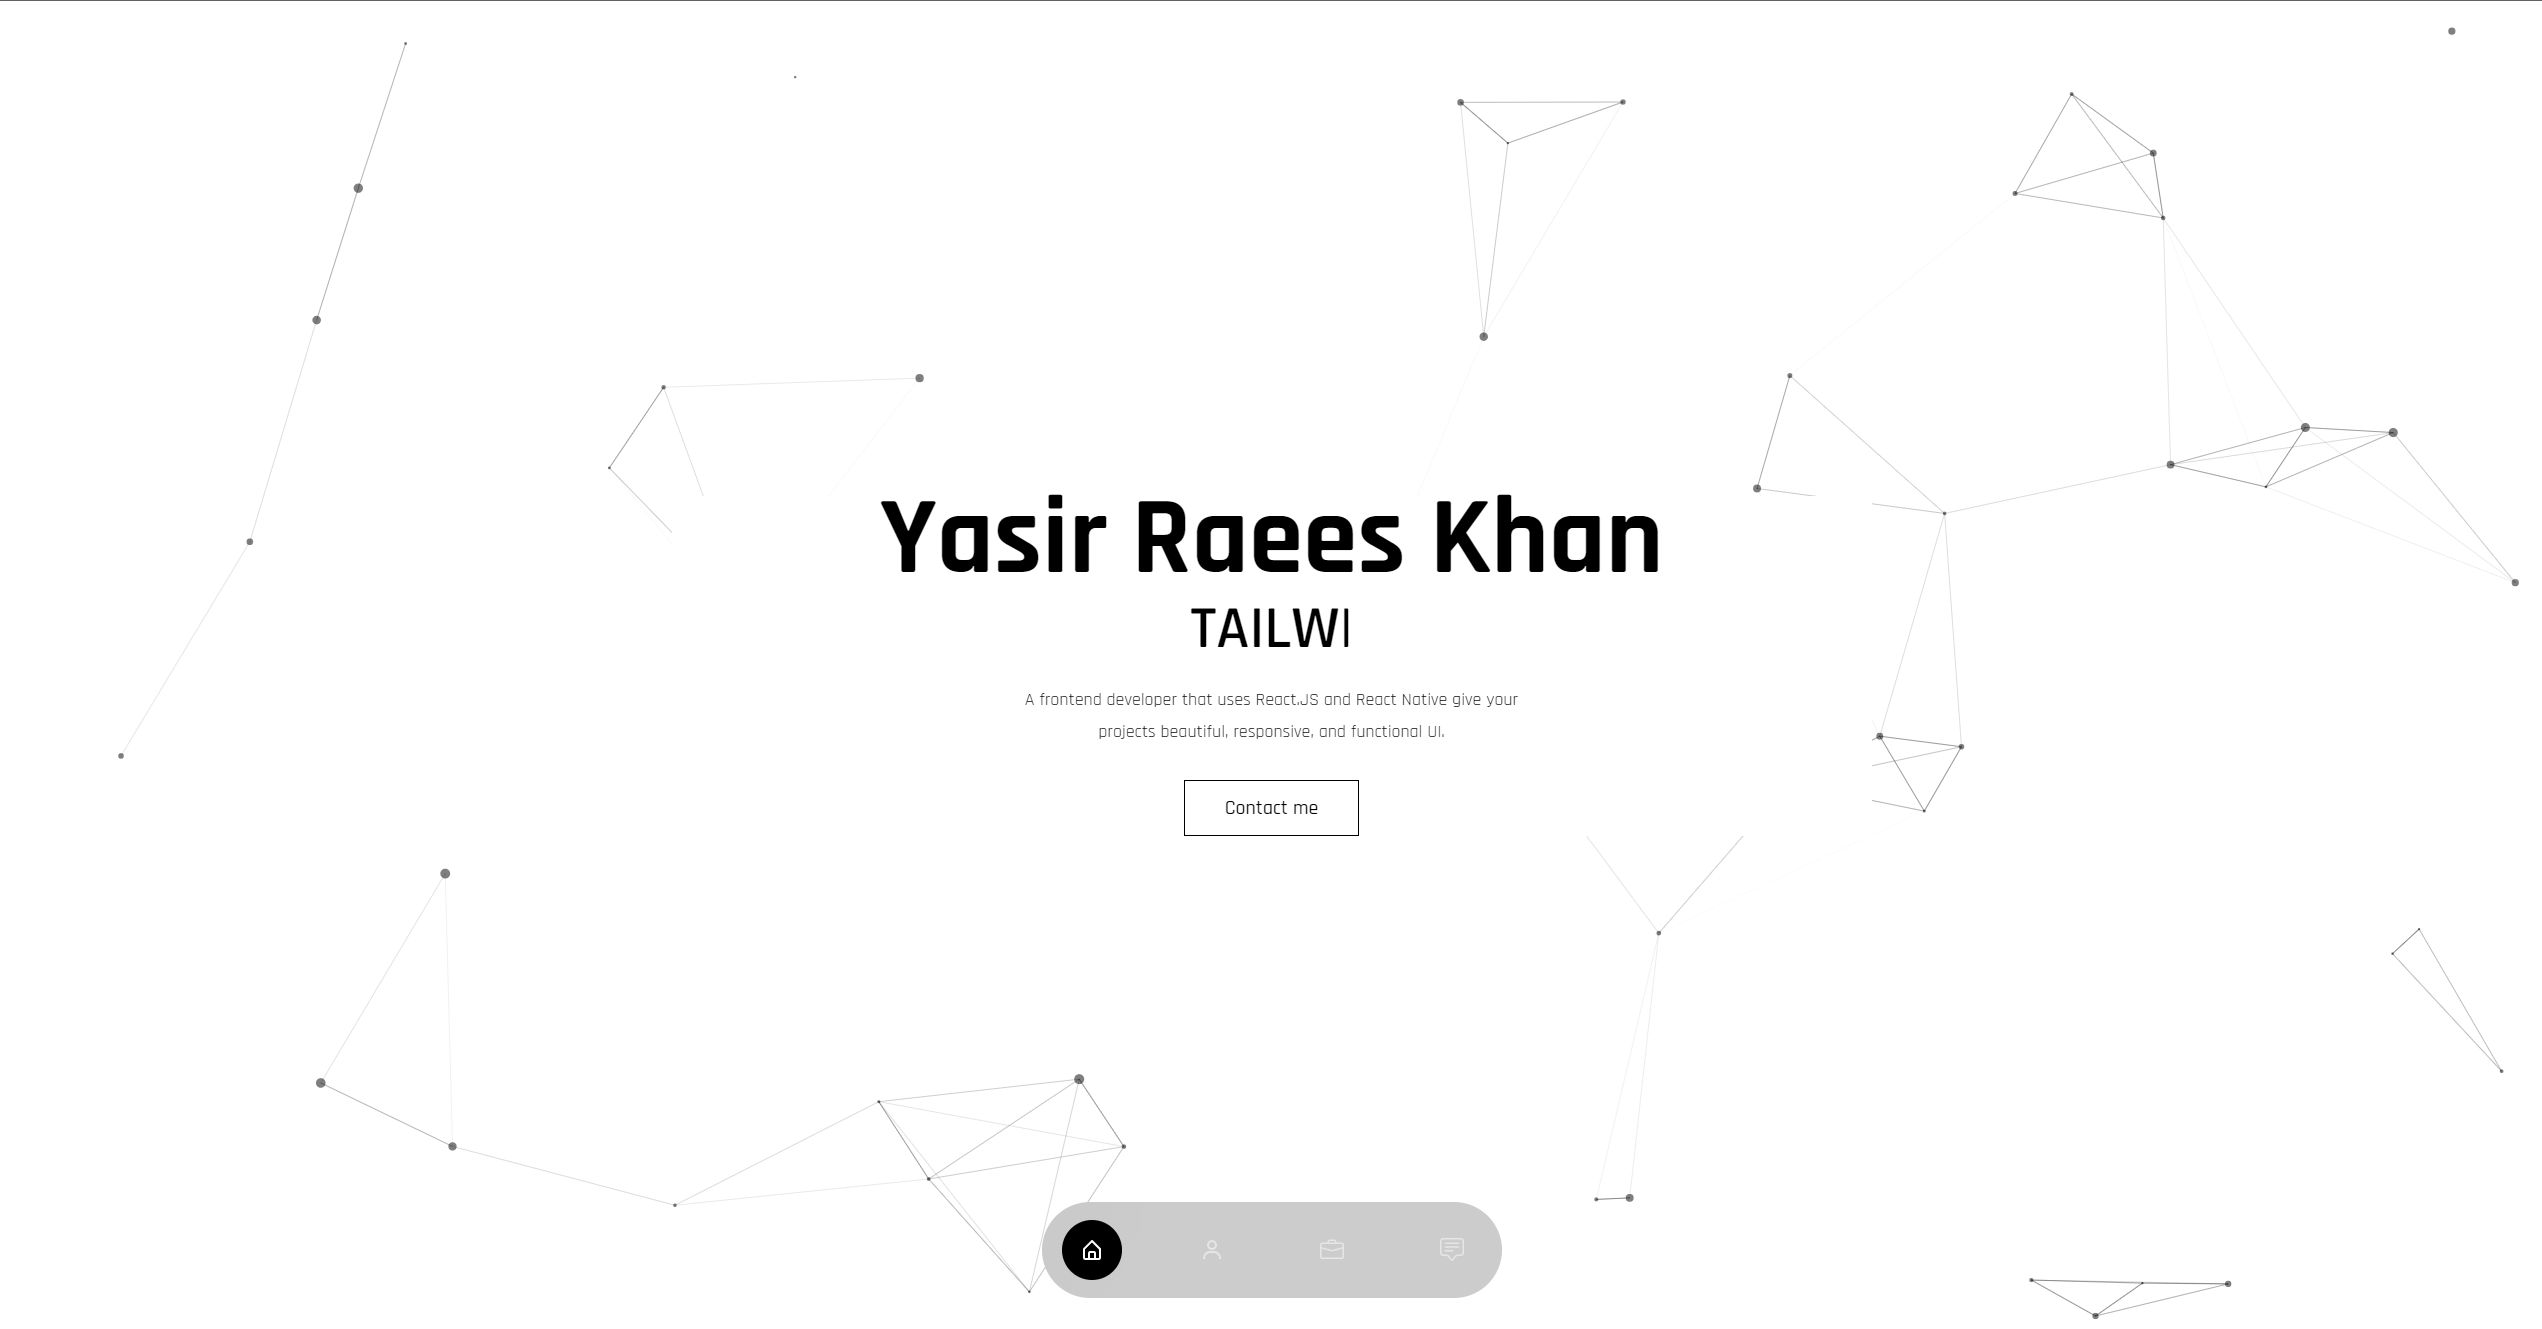 Yasir Raees Khan
TAILWI
A frontend developer that uses React.JS and React Native give your
projects beautiful, responsive, and functional UI.
Contact me